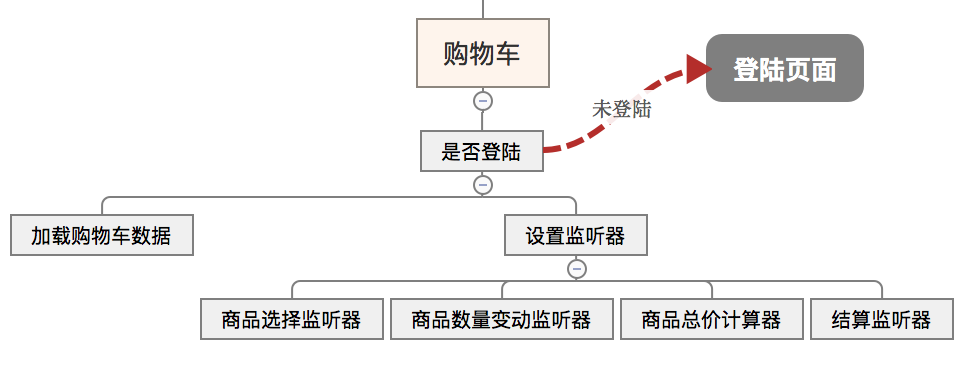 购物车
登陆页面
未登陆
是否登陆
加载购物车数据
设置监听器
商品选择监听器
商品数量变动监听器
商品总价计算器
结算监听器